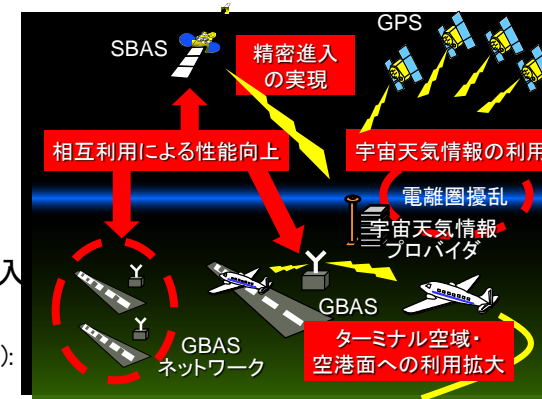 GPS
SBAS
精密進入
の実現
相互利用による性能向上
宇宙天気情報の利用
電離圏擾乱
宇宙天気情報
プロバイダ
入
GBAS
):
GBAS
ネットワーク
ターミナル空域・
空港面への利用拡大